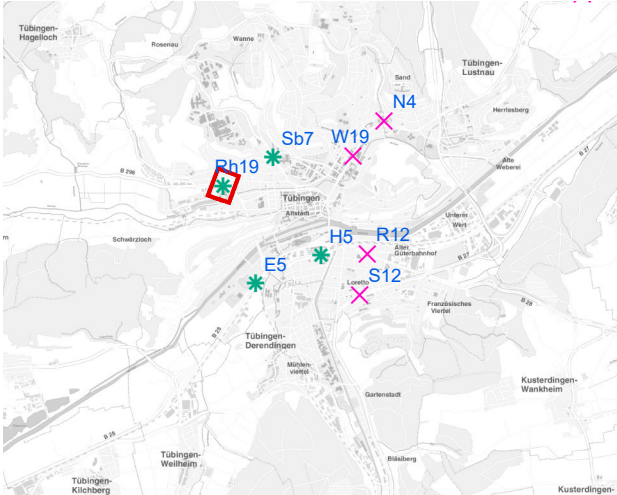 Tübingen-
Hagelloch
Rosenau
Wanne
Sand
Tübingen-
Lustnau
Herrlesberg
N4
W19
Sb7
Rh19
B 296
Alte
Weberei
B 27
Tübingen
Altstadt
Unterm
Wert
Schwärzloch
H5
R12
Alter
Güterbahnhof
B 27
E5
S12
Loretto
Französisches
Viertel
B 28
B 28
Tübingen-
Derendingen
Mühlen-
viertel
Gartenstadt
Kusterdingen-
Wankheim
B 28
Tübingen-
Weilheim
Bläsiberg
Tübingen-
Kilchberg
Kusterdingen-